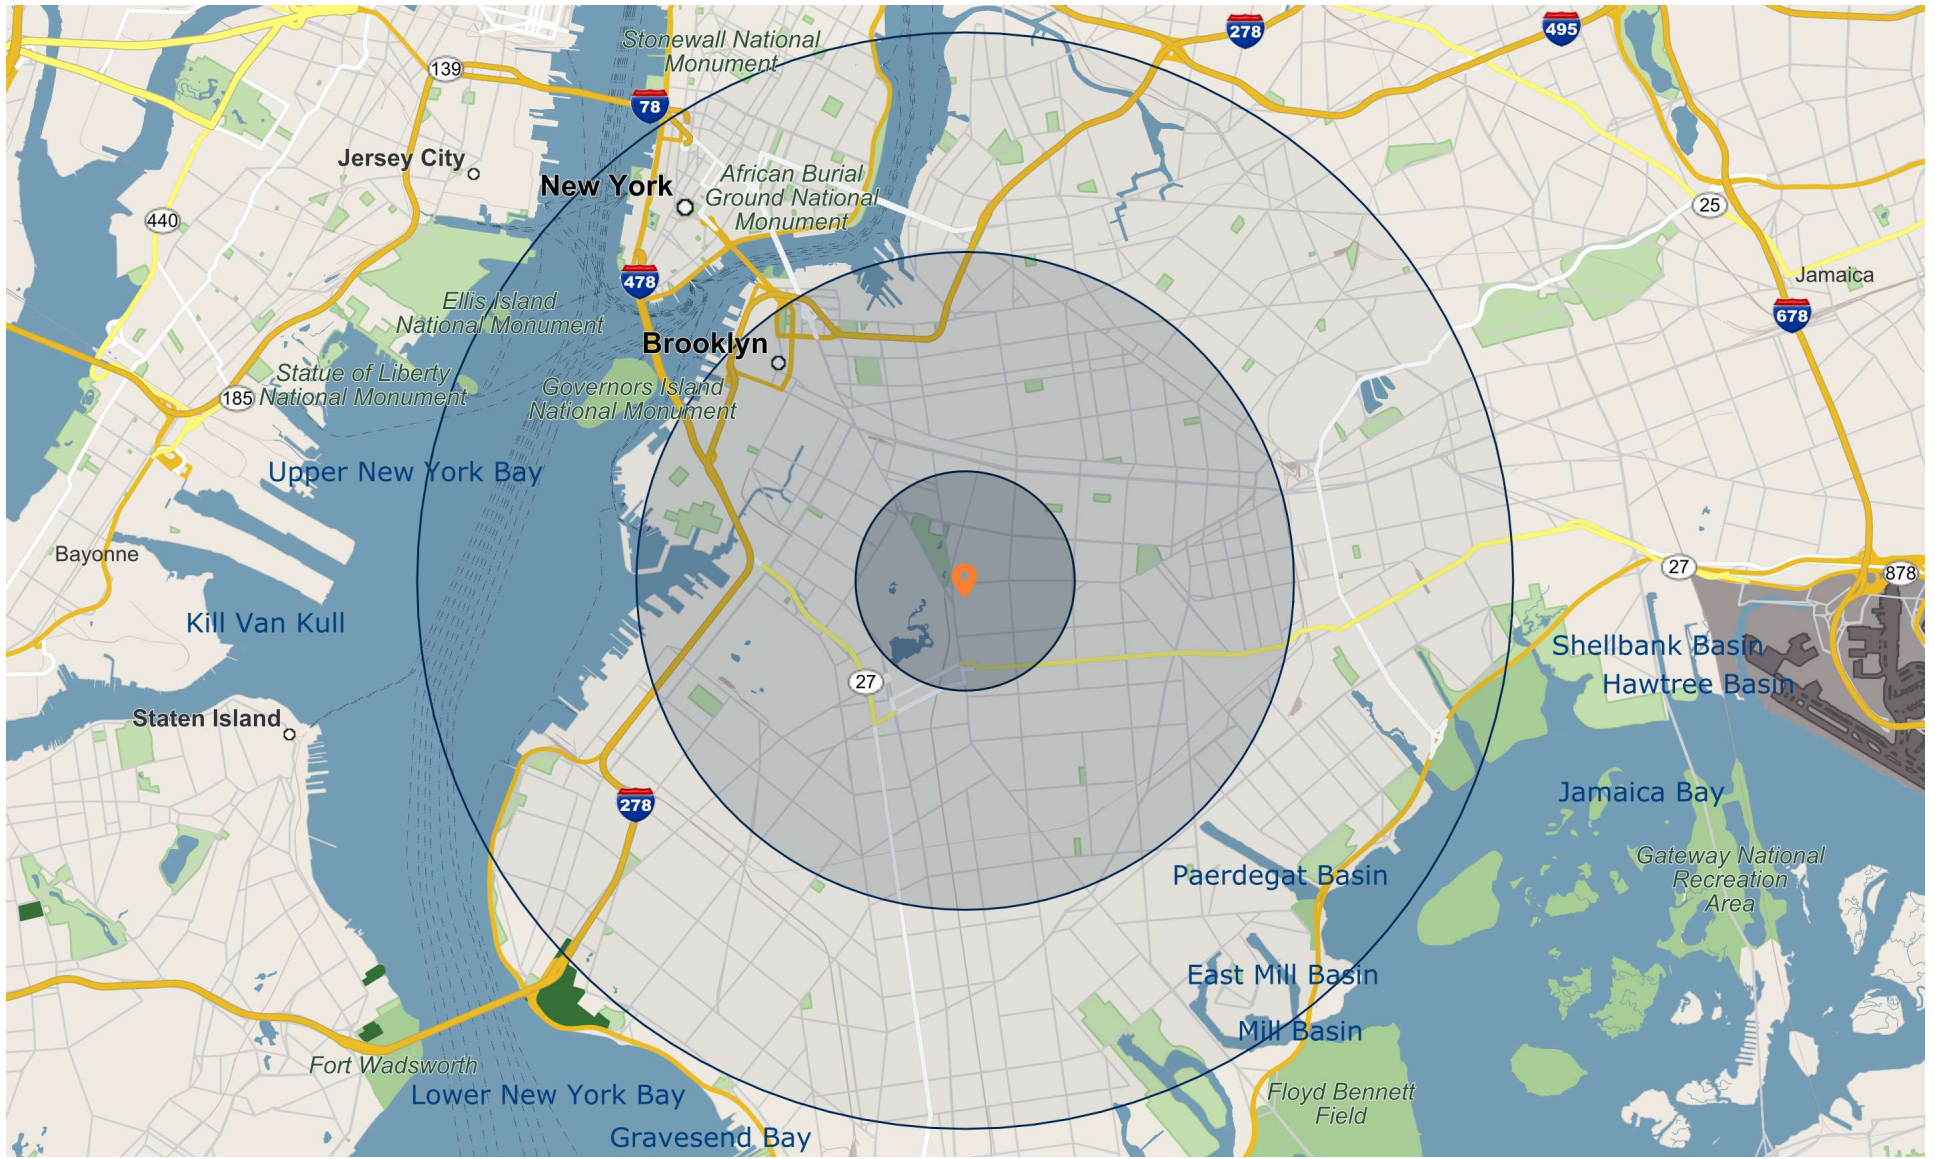 Stonewall National
Monument
278
495
139
78
Jersey City
New York
African Burial
Ground National
Monument
440
25
Jamaica
478
Ellis Island
National Monument
678
Brooklyn
Statue of Liberty
National Monument
185
Governors Island
National Monument
Upper New York Bay
Bayonne
27
878
Kill Van Kull
Shellbank Basin
Hawtree Basin
27
Staten Island
278
Jamaica Bay
Paerdegat Basin
Gateway National
Recreation
Area
East Mill Basin
Mill Basin
Fort Wadsworth
Lower New York Bay
Floyd Bennett
Field
Gravesend Bay